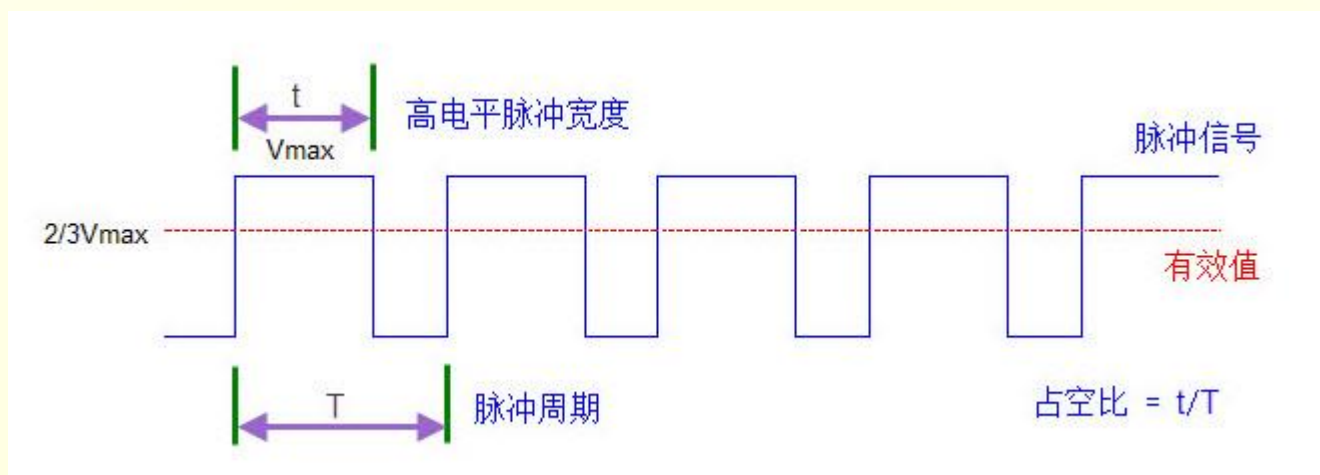 t
高电平脉冲宽度
Vmax
脉冲信号
2/3Vmax
有效值
T
脉冲周期
占空比 = t/T